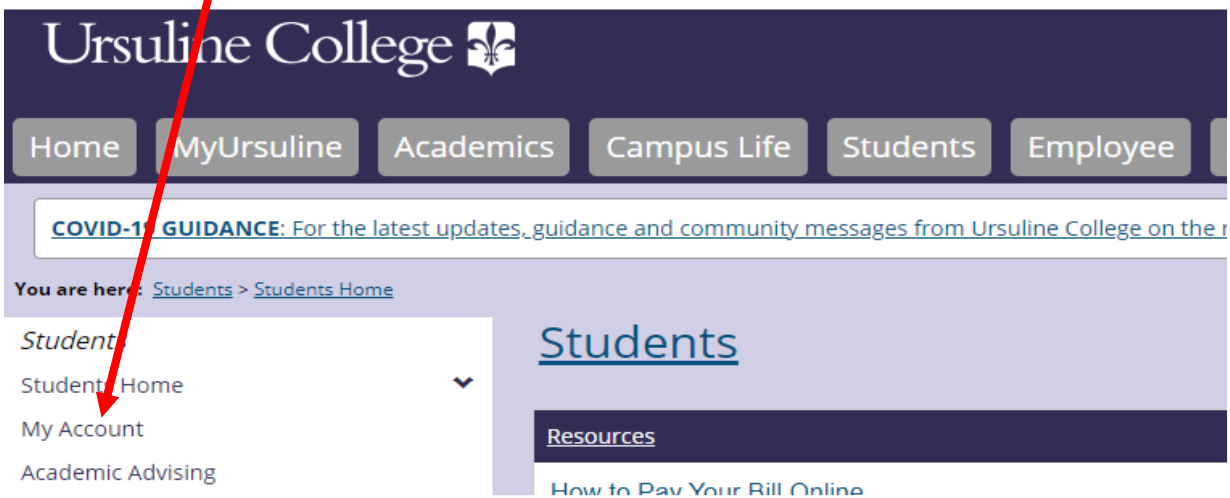 Ursuline College
Home MyUrsuline Academics Campus Life Students Employee
COVID-19 GUIDANCE: For the latest updates, guidance and community messages from Ursuline College on the
You are here: Students > Students Home
Students
Students Home
My Account
Academic Advising
Students
Resources
How to Pay Your Bill Online